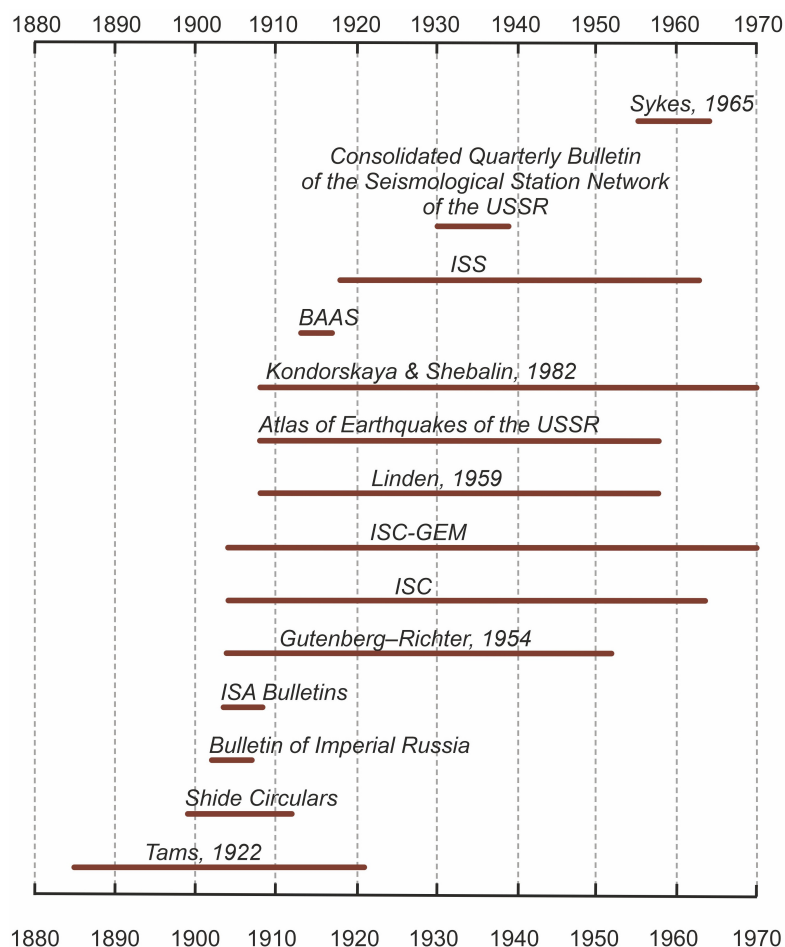 1880 1890 1900 1910 1920 1930 1940 1950 1960 1970
Sykes, 1965
Consolidated Quarterly Bulletin
of the Seismological Station Network
of the USSR
ISS
BAAS
Kondorskaya & Shebalin, 1982
Atlas of Earthquakes of the USSR
Linden, 1959
ISC-GEM
ISC
Gutenberg–Richter, 1954
ISA Bulletins
Bulletin of Imperial Russia
Shide Circulars
Tams, 1922
1880 1890 1900 1910 1920 1930 1940 1950 1960 1970